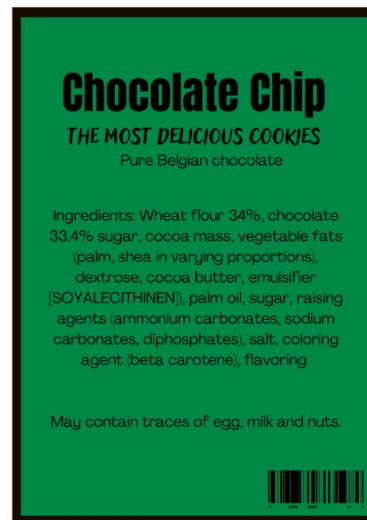 Chocolate Chip
THE MOST DELICIOUS COOKIES
Pure Belgian chocolate
Ingredients: Wheat flour 34%, chocolate
33.4% sugar, cocoa mass, vegetable fats
(palm, shea in varying proportions),
dextrose, cocoa butter, emulsifier
[SOYALECITHINEN]), palm oil, sugar, raising
agents (ammonium carbonates, sodium
carbonates, diphosphates), salt, coloring
agent (beta carotene), flavoring
May contain traces of egg, milk and nuts.